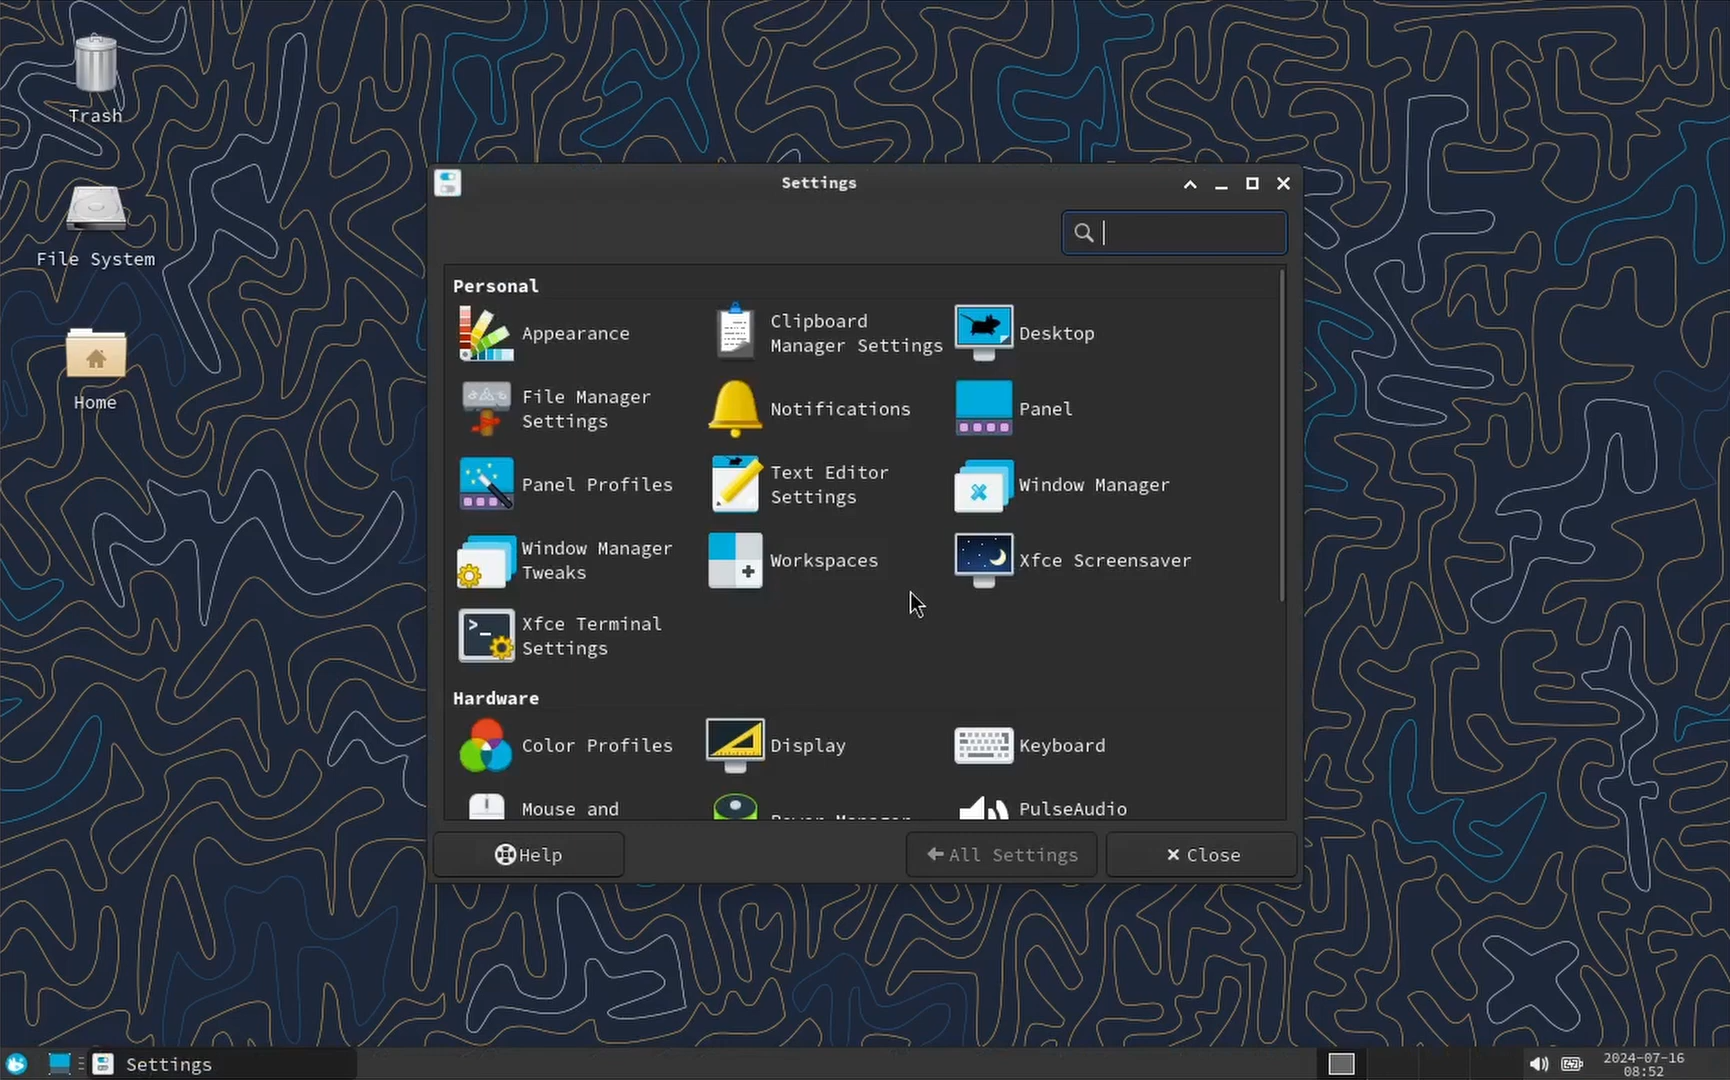 Trash
File System
Home
Settings
Personal
Appearance
Clipboard
Manager Settings
Desktop
File Manager
Settings
Notifications
Panel
Panel Profiles
Text Editor
Settings
Window Manager
Window Manager
Tweaks
Workspaces
Xfce Screensaver
Xfce Terminal
Settings
Hardware
Color Profiles
Display
Keyboard
Mouse and
Power Manager
PulseAudio
Help
All Settings
Close
Settings
2024-07-16
08:52